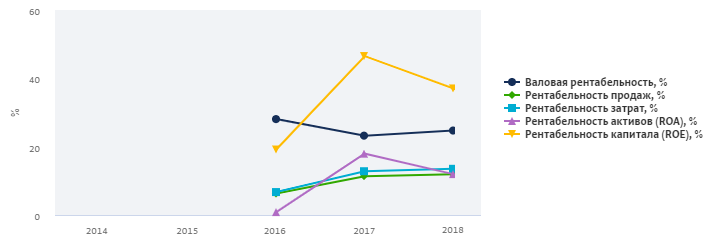 60
40
20
0
%
2014 2015 2016 2017 2018
Валовая рентабельность, %
Рентабельность продаж, %
Рентабельность затрат, %
Рентабельность активов (ROA), %
Рентабельность капитала (ROE), %